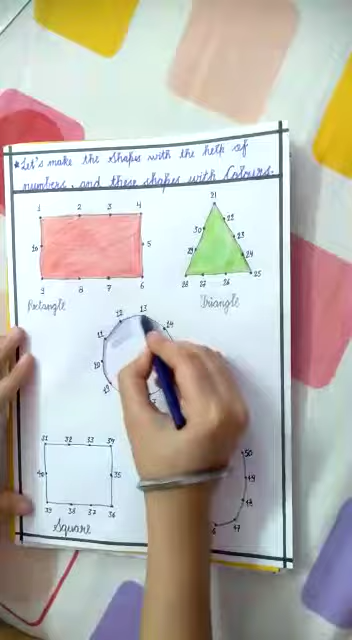 * Let's make the Shapes with the help of
numbers, and these shapes with Colours.
1 2 3 4
10 5
9 8 7 6
Rectangle
21
30 22
23
29 24
28 27 26 25
Triangle
12 13
11 14
10
31 32 33 34
40 35
39 38 37 36
Square
50
49
48
47